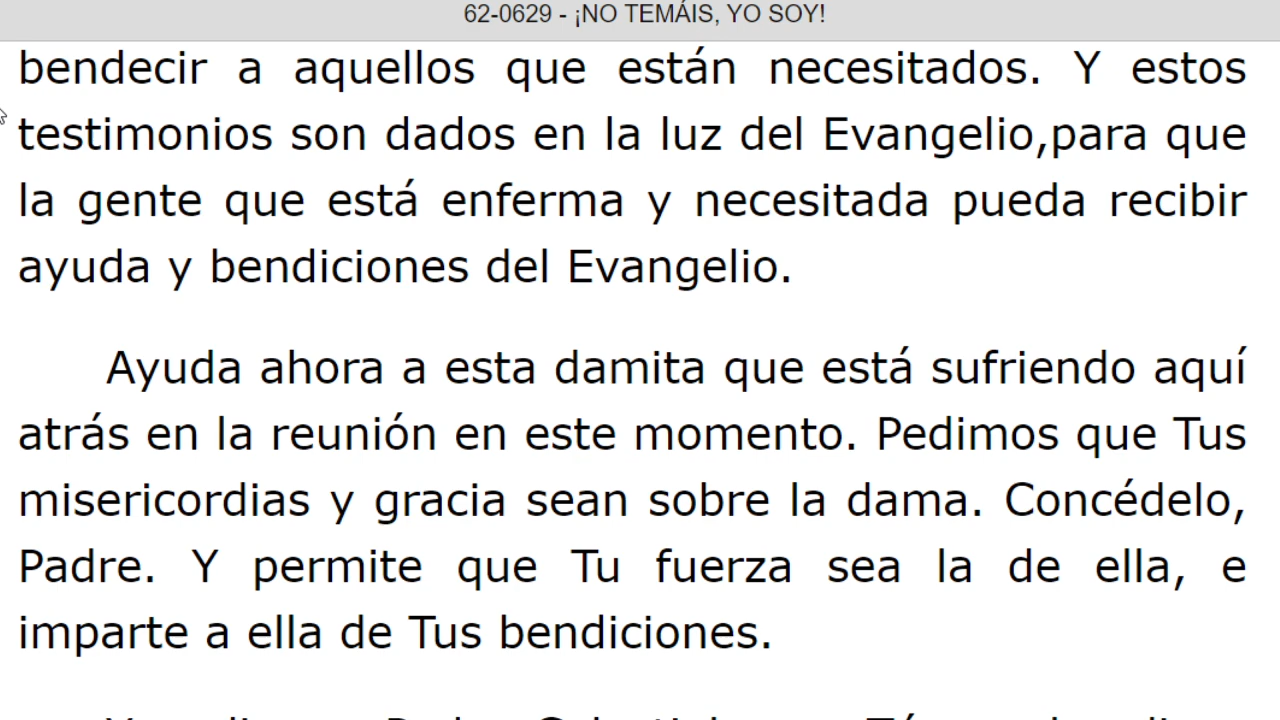 62-0629 - ¡NO TEMÁIS, YO SOY!
bendecir a aquellos que están necesitados. Y estos
testimonios son dados en la luz del Evangelio,para que
la gente que está enferma y necesitada pueda recibir
ayuda y bendiciones del Evangelio.
Ayuda ahora a esta damita que está sufriendo aquí
atrás en la reunión en este momento. Pedimos que Tus
misericordias y gracia sean sobre la dama. Concédelo,
Padre. Y permite que Tu fuerza sea la de ella, e
imparte a ella de Tus bendiciones.